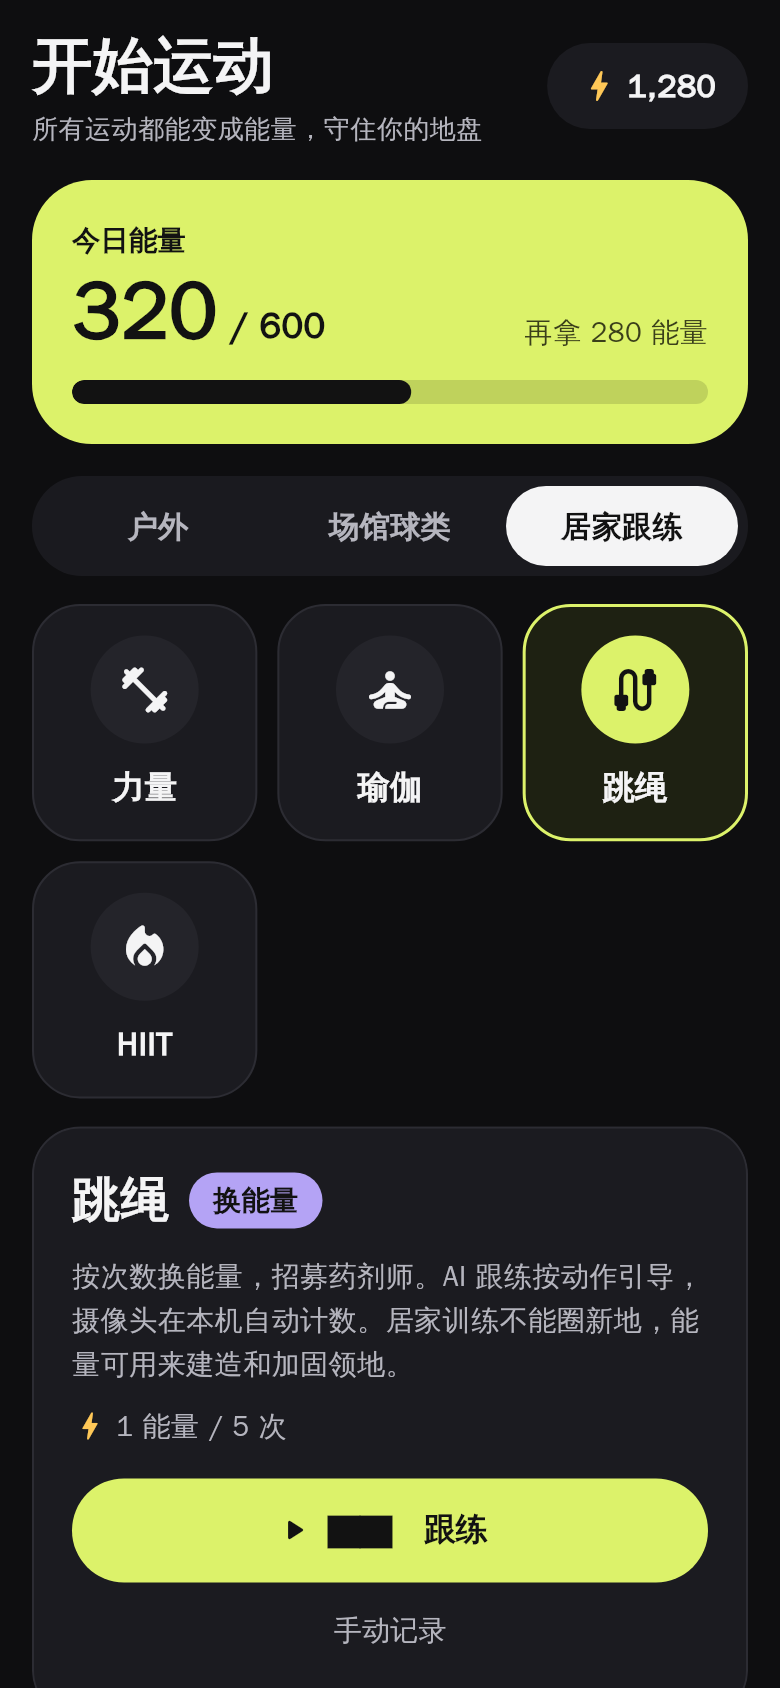 开始运动
1,280
所有运动都能变成能量，守住你的地盘
今日能量
320 / 600
再拿 280 能量
户外
场馆球类
居家跟练
力量
瑜伽
跳绳
HIIT
跳绳
换能量
按次数换能量，招募药剂师。AI 跟练按动作引导，
摄像头在本机自动计数。居家训练不能圈新地，能
量可用来建造和加固领地。
1 能量 / 5 次
跟练
手动记录